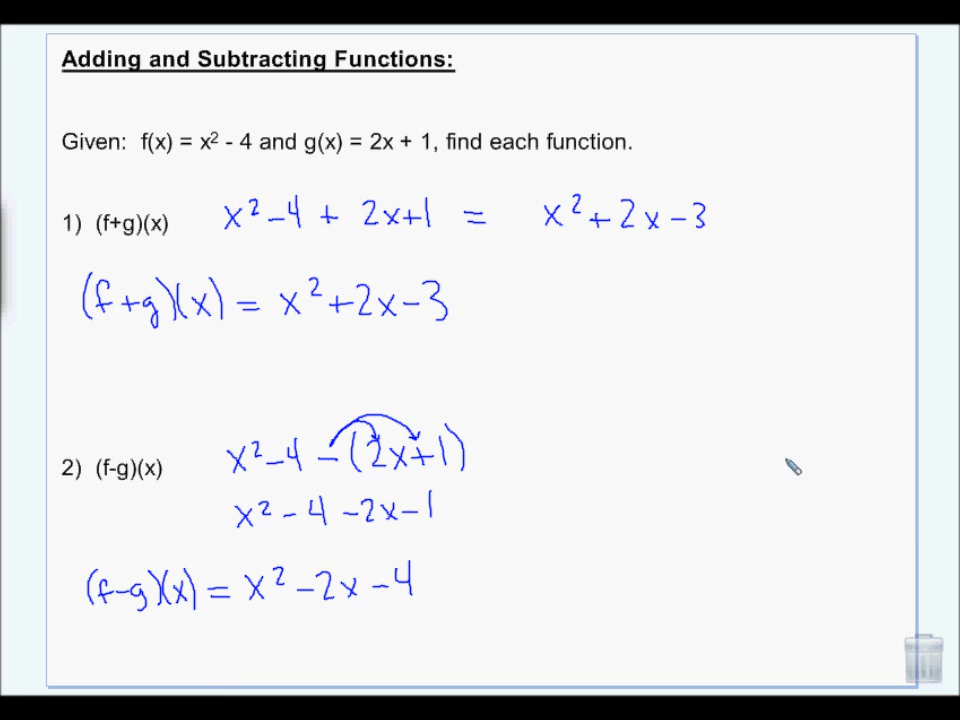 Adding and Subtracting Functions:
Given: f(x) = x² - 4 and g(x) = 2x + 1, find each function.
1) (f+g)(x) x² - 4 + 2x + 1 = x² + 2x - 3
(f+g)(x) = x² + 2x - 3
2) (f-g)(x) x² - 4 - (2x + 1)
x² - 4 - 2x - 1
(f-g)(x) = x² - 2x - 4